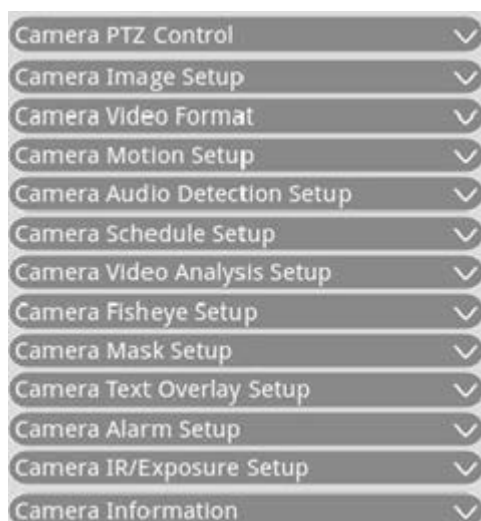 Camera PTZ Control
Camera Image Setup
Camera Video Format
Camera Motion Setup
Camera Audio Detection Setup
Camera Schedule Setup
Camera Video Analysis Setup
Camera Fisheye Setup
Camera Mask Setup
Camera Text Overlay Setup
Camera Alarm Setup
Camera IR/Exposure Setup
Camera Information